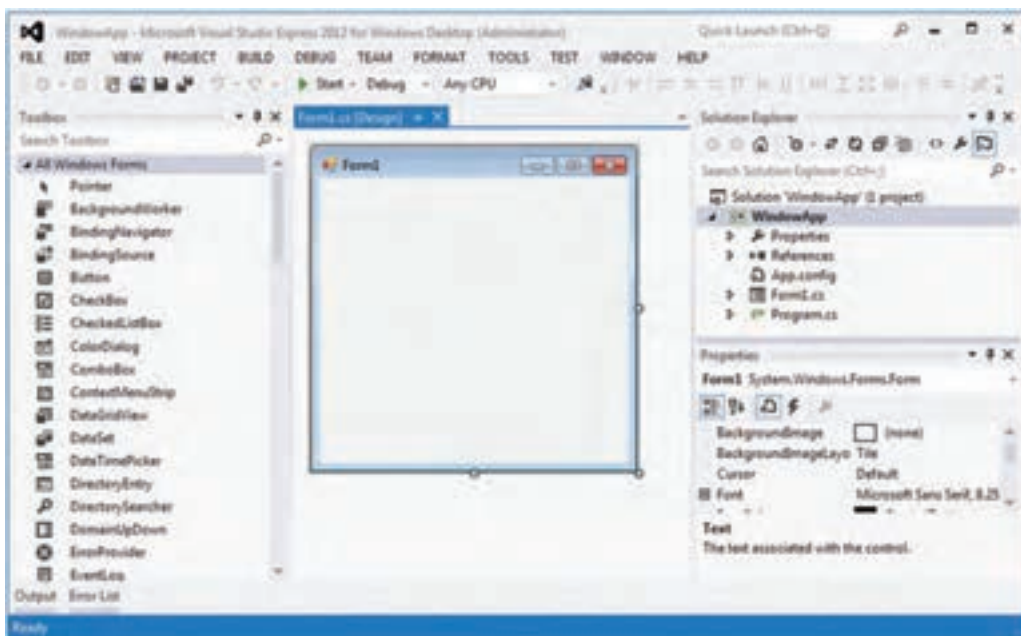 WindowApp - Microsoft Visual Studio Express 2012 for Windows Desktop (Administrator)
Quick Launch (Ctrl+Q)
FILE EDIT VIEW PROJECT BUILD DEBUG TEAM FORMAT TOOLS TEST WINDOW HELP
Start Debug Any CPU
Toolbox
Search Toolbox
All Windows Forms
Pointer
BackgroundWorker
BindingNavigator
BindingSource
Button
CheckBox
CheckedListBox
ColorDialog
ComboBox
ContextMenuStrip
DataGridView
DataSet
DateTimePicker
DirectoryEntry
DirectorySearcher
DomainUpDown
ErrorProvider
EventLog
Output Error List
Ready
Form1.cs [Design]
Form1
Solution Explorer
Search Solution Explorer (Ctrl+;)
Solution 'WindowApp' (1 project)
WindowApp
Properties
References
App.config
Form1.cs
Program.cs
Properties
Form1 System.Windows.Forms.Form
BackgroundImage (none)
BackgroundImageLayo Tile
Cursor Default
Font Microsoft Sans Serif, 8.25
Text
The text associated with the control.